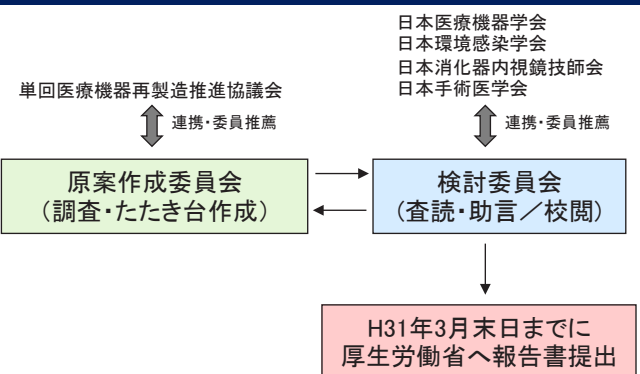 日本医療機器学会
日本環境感染学会
日本消化器内視鏡技師会
日本手術医学会
単回医療機器再製造推進協議会
連携・委員推薦
連携・委員推薦
原案作成委員会
（調査・たたき台作成）
検討委員会
（査読・助言／校閲）
H31年3月末日までに
厚生労働省へ報告書提出